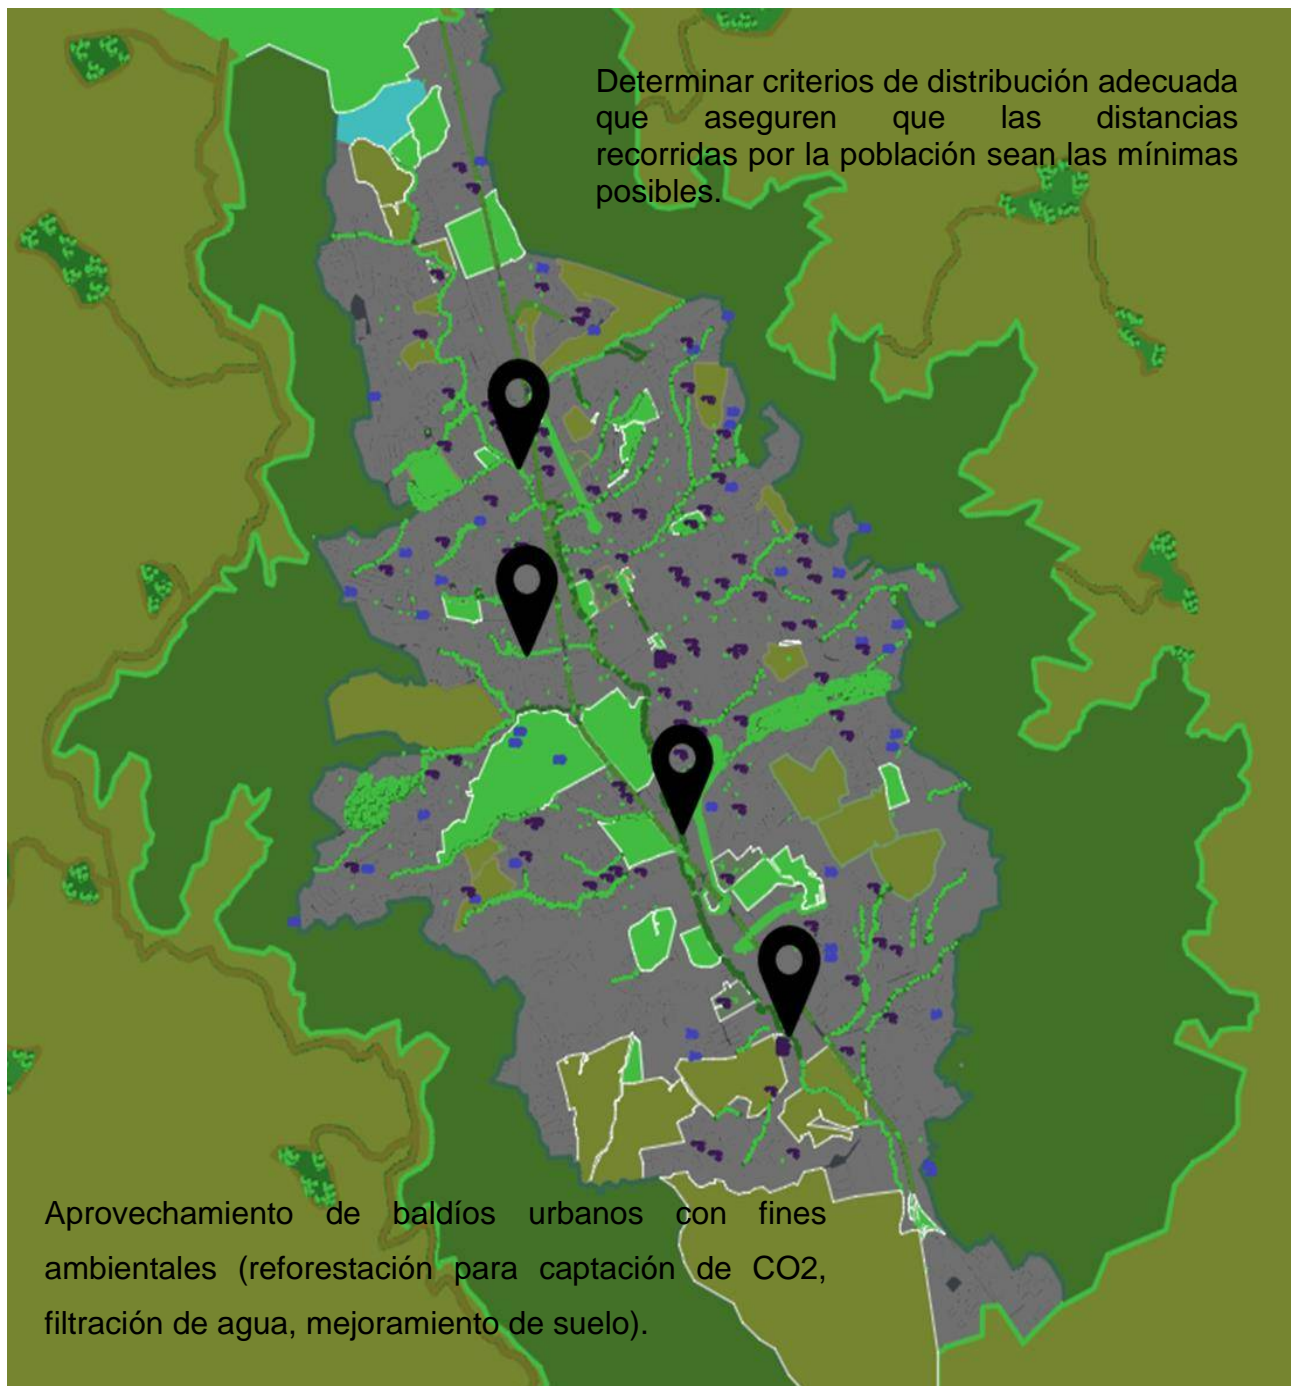 Determinar criterios de distribución adecuada
que aseguren que las distancias
recorridas por la población sean las mínimas
posibles.
Aprovechamiento de baldíos urbanos con fines
ambientales (reforestación para captación de CO2,
filtración de agua, mejoramiento de suelo).